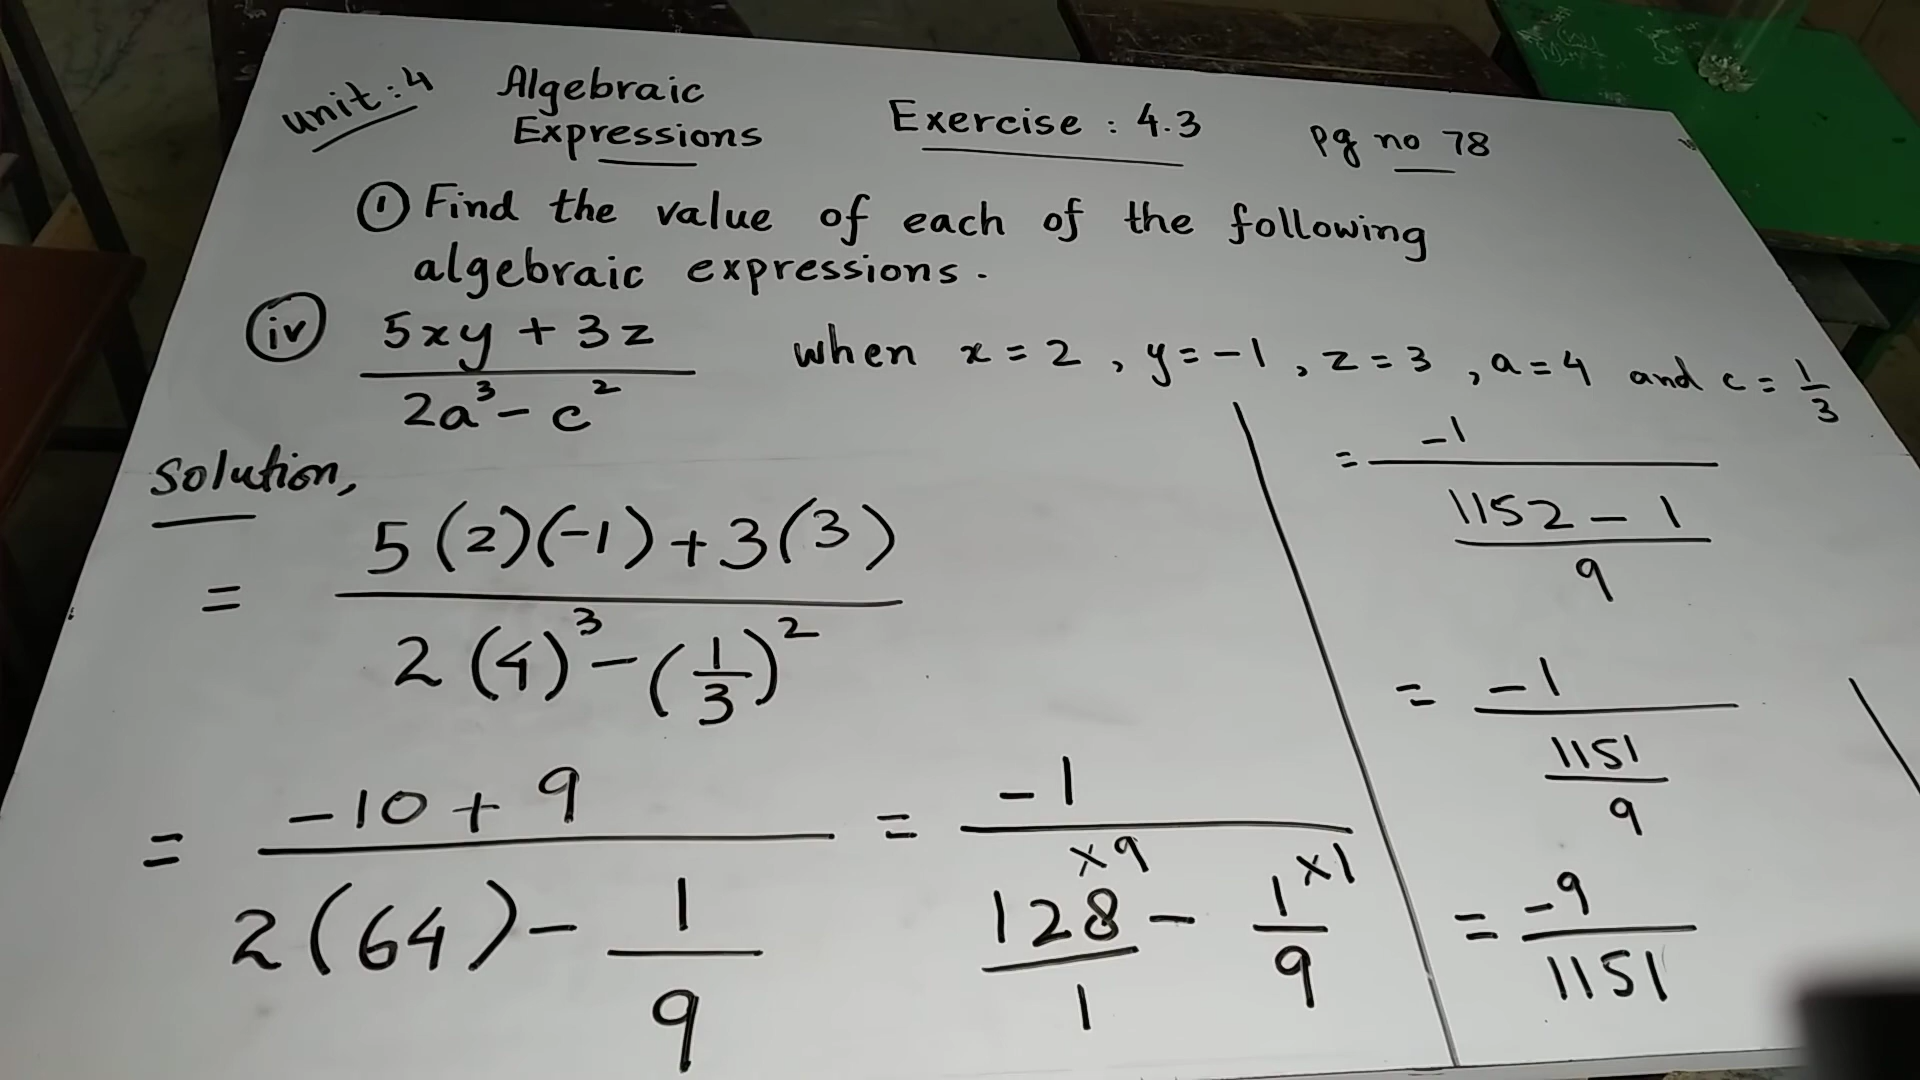 unit: 4 Algebraic Expressions Exercise : 4.3 pg no 78
① Find the value of each of the following
algebraic expressions.
(iv) 5xy + 3z / 2a³ - c² when x = 2 , y = -1 , z = 3 , a = 4 and c = 1/3
Solution,
= 5(2)(-1) + 3(3) / 2(4)³ - (1/3)²
= -10 + 9 / 2(64) - 1/9 = -1 / 128×9/1 - 1×1/9
= -1 / 1152 - 1 / 9
= -1 / 1151 / 9
= -9 / 1151